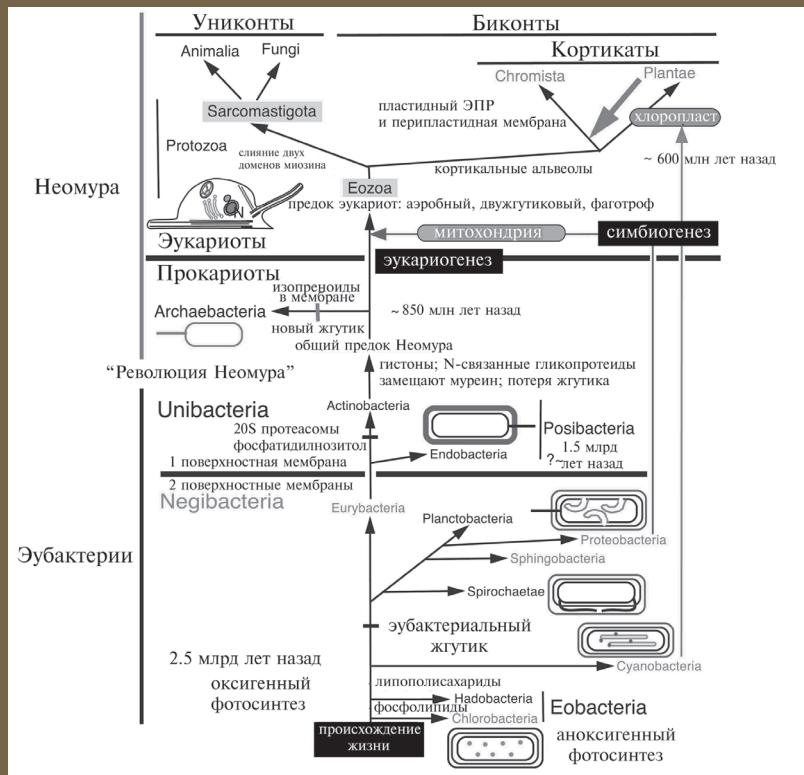 Униконты
Биконты
Animalia
Fungi
Кортикаты
Chromista
Plantae
пластидный ЭПР
и перипластидная мембрана
хлоропласт
Sarcomastigota
Protozoa
слияние двух
доменов миозина
~ 600 млн лет назад
кортикальные альвеолы
Неомура
Eozoa
предок эукариот: аэробный, двужгутиковый, фаготроф
N
митохондрия
симбиогенез
Эукариоты
эукариогенез
Прокариоты
изопреноиды
в мембране
Archaebacteria
~ 850 млн лет назад
новый жгутик
общий предок Неомура
“Революция Неомура”
гистоны; N-связанные гликопротеиды
замещают муреин; потеря жгутика
Actinobacteria
Unibacteria
20S протеасомы
фосфатидилнозитол
Posibacteria
Endobacteria
1.5 млрд
?~ лет назад
1 поверхностная мембрана
2 поверхностные мембраны
Negibacteria
Eurybacteria
Planctobacteria
Proteobacteria
Эубактерии
Sphingobacteria
Spirochaetae
эубактериальный
жгутик
2.5 млрд лет назад
Cyanobacteria
оксигенный
фотосинтез
липополисахариды
Hadobacteria
фосфолипиды
Eobacteria
Chlorobacteria
происхождение
жизни
аноксигенный
фотосинтез